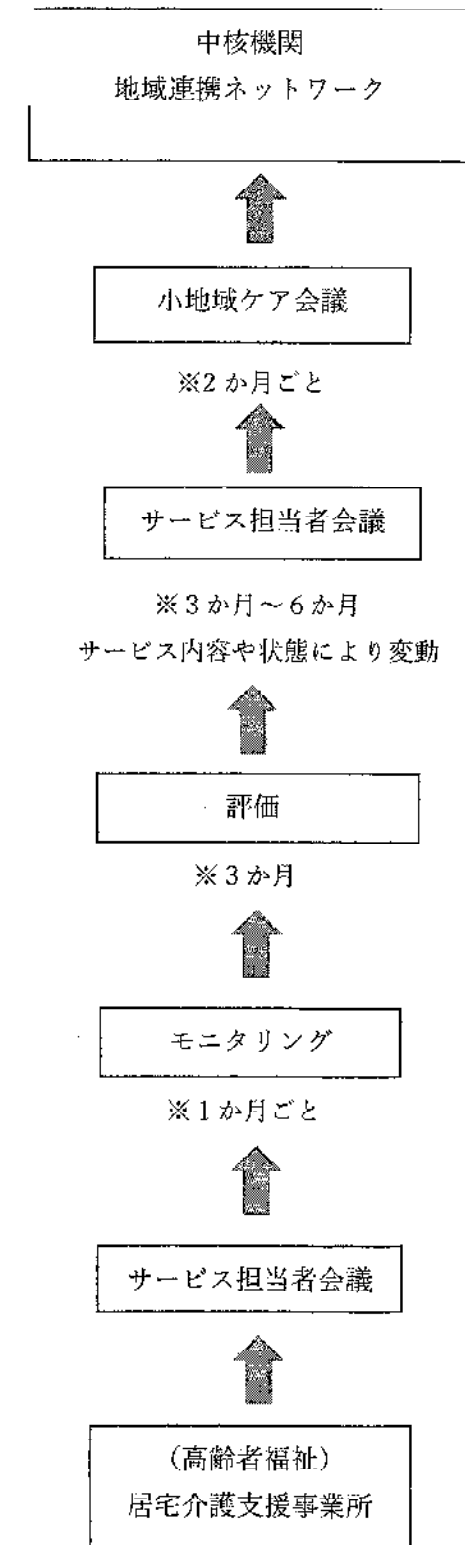 中核機関
地域連携ネットワーク
小地域ケア会議
※2か月ごと
サービス担当者会議
※３か月～６か月
サービス内容や状態により変動
評価
※３か月
モニタリング
※１か月ごと
サービス担当者会議
（高齢者福祉）
居宅介護支援事業所